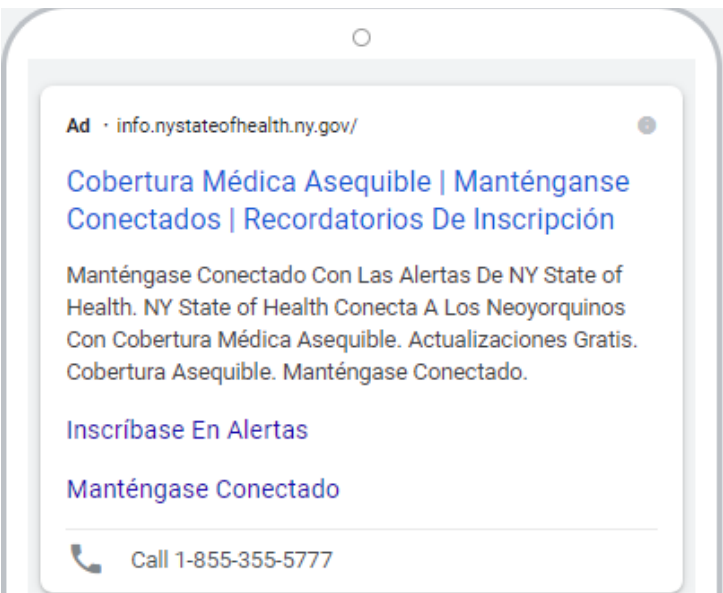 Ad · info.nystateofhealth.ny.gov/
Cobertura Médica Asequible | Manténganse
Conectados | Recordatorios De Inscripción
Manténgase Conectado Con Las Alertas De NY State of
Health. NY State of Health Conecta A Los Neoyorquinos
Con Cobertura Médica Asequible. Actualizaciones Gratis.
Cobertura Asequible. Manténgase Conectado.
Inscríbase En Alertas
Manténgase Conectado
Call 1-855-355-5777